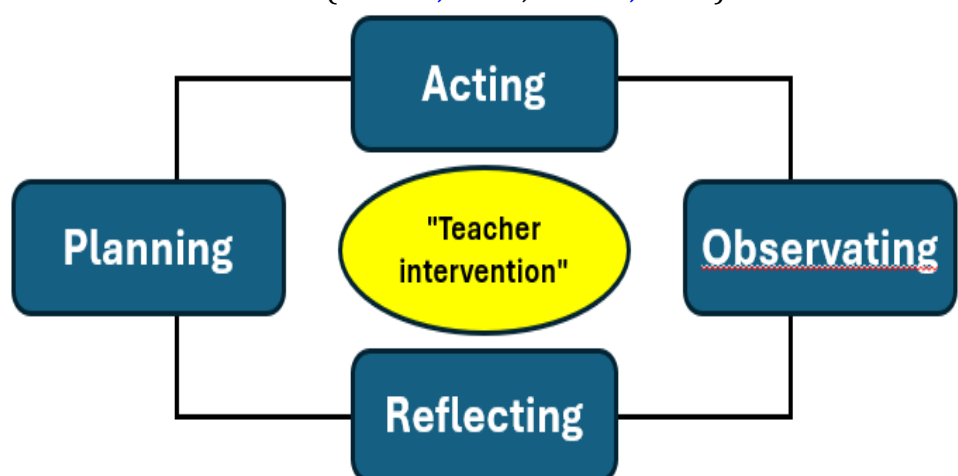 Acting
Planning
"Teacher
intervention"
Observating
Reflecting